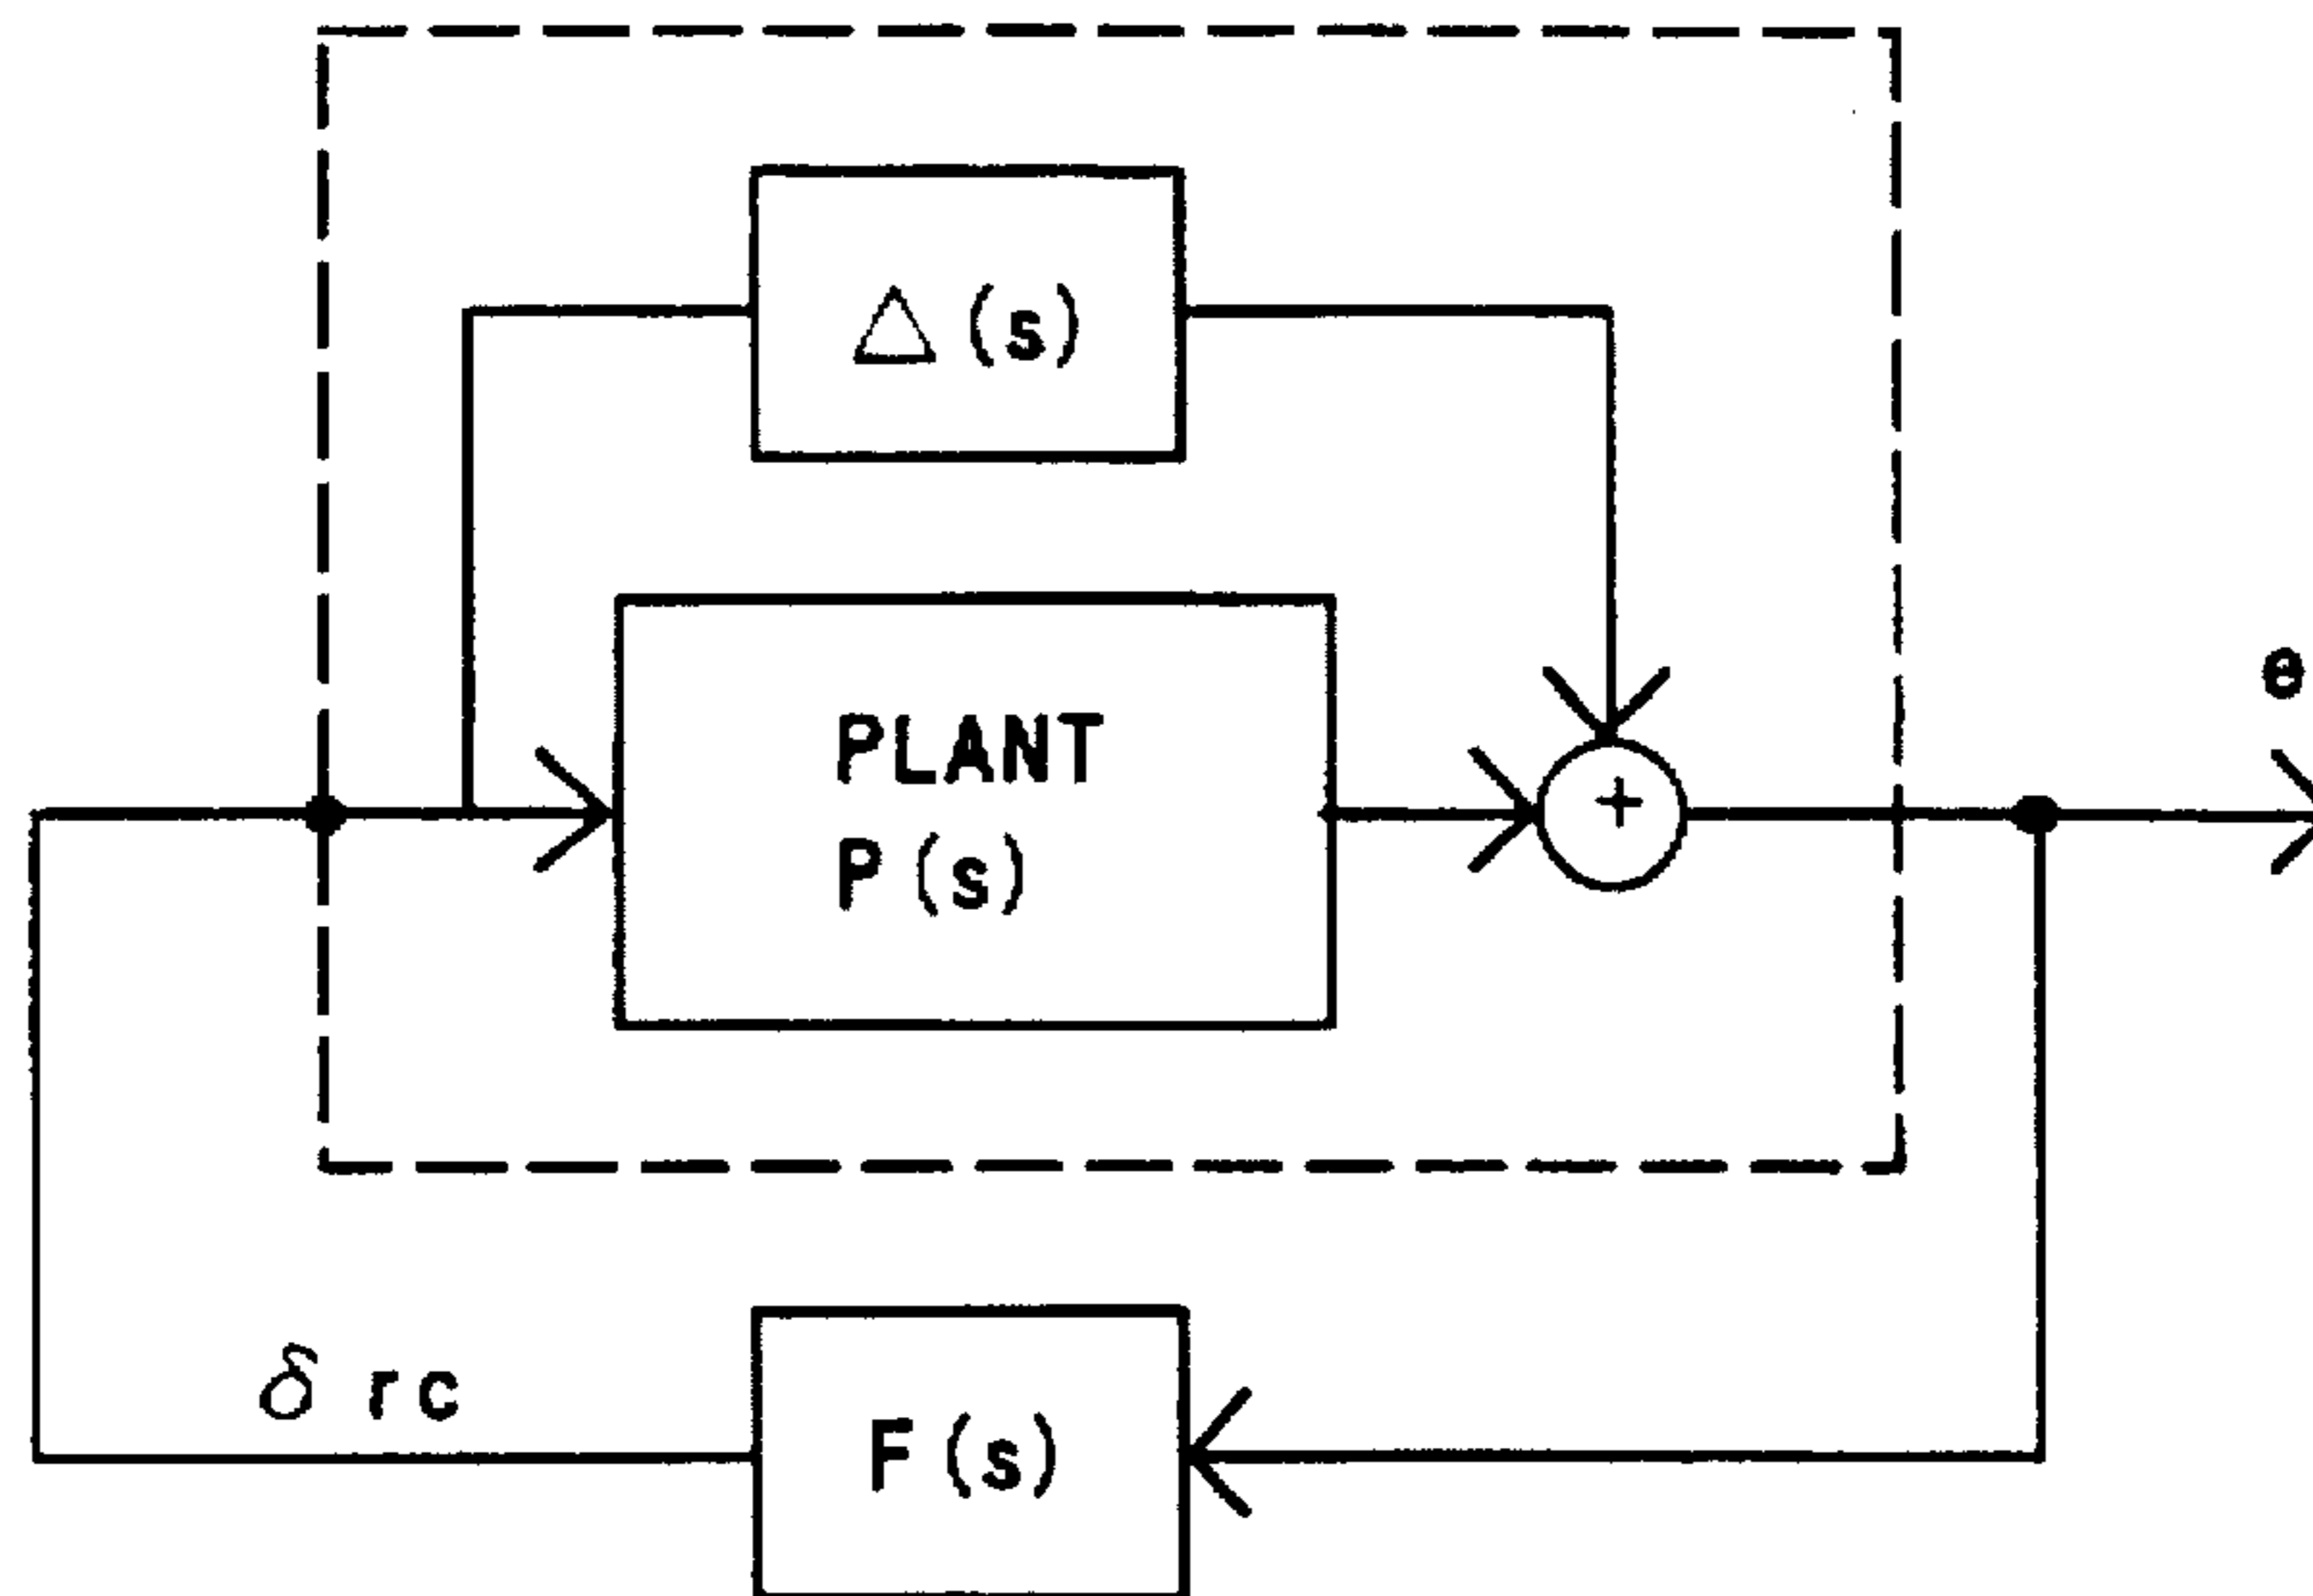 △(s)
PLANT
P(s)
+
e
δ rc
F(s)